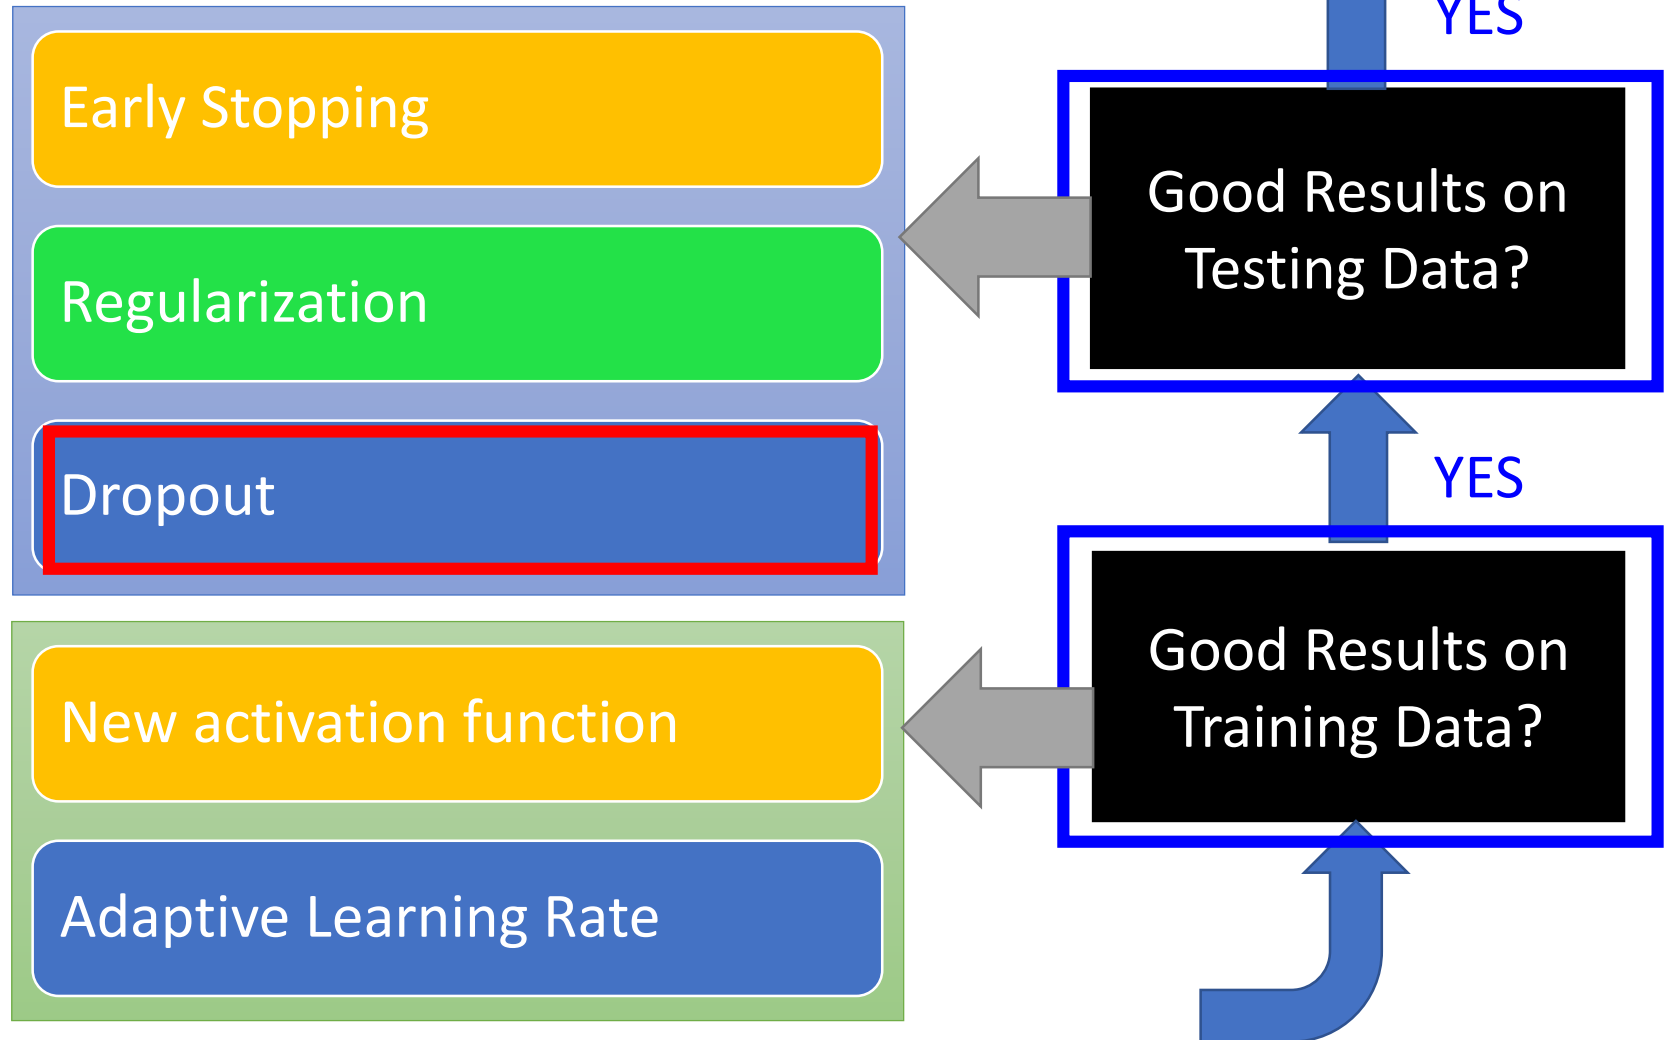 YES
Early Stopping
Good Results on
Testing Data?
Regularization
Dropout
YES
New activation function
Good Results on
Training Data?
Adaptive Learning Rate